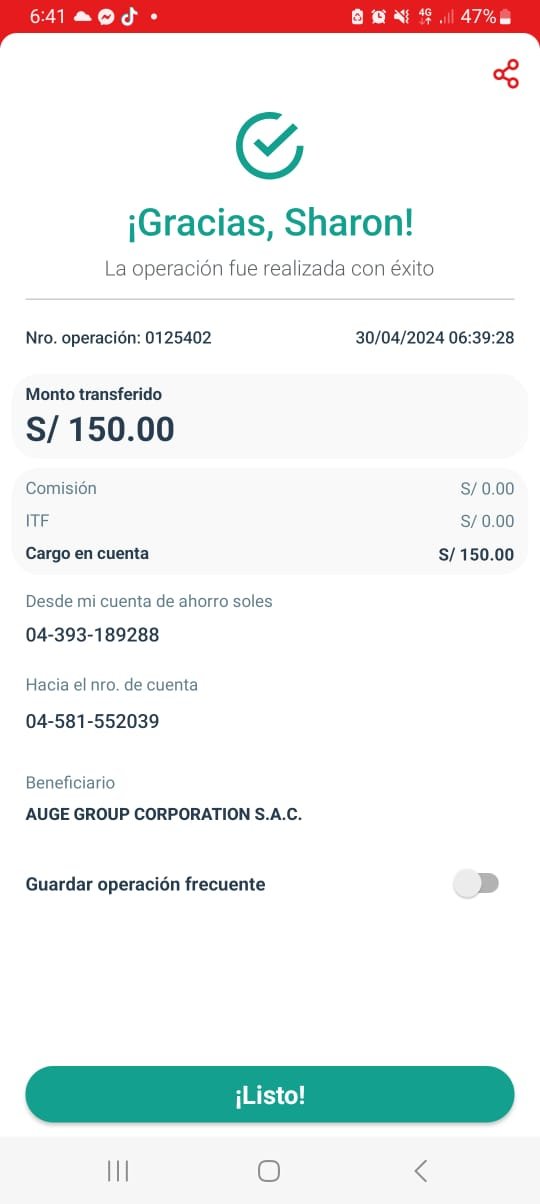 6:41 4G 47%
¡Gracias, Sharon!
La operación fue realizada con éxito
Nro. operación: 0125402 30/04/2024 06:39:28
Monto transferido
S/ 150.00
Comisión S/ 0.00
ITF S/ 0.00
Cargo en cuenta S/ 150.00
Desde mi cuenta de ahorro soles
04-393-189288
Hacia el nro. de cuenta
04-581-552039
Beneficiario
AUGE GROUP CORPORATION S.A.C.
Guardar operación frecuente
¡Listo!